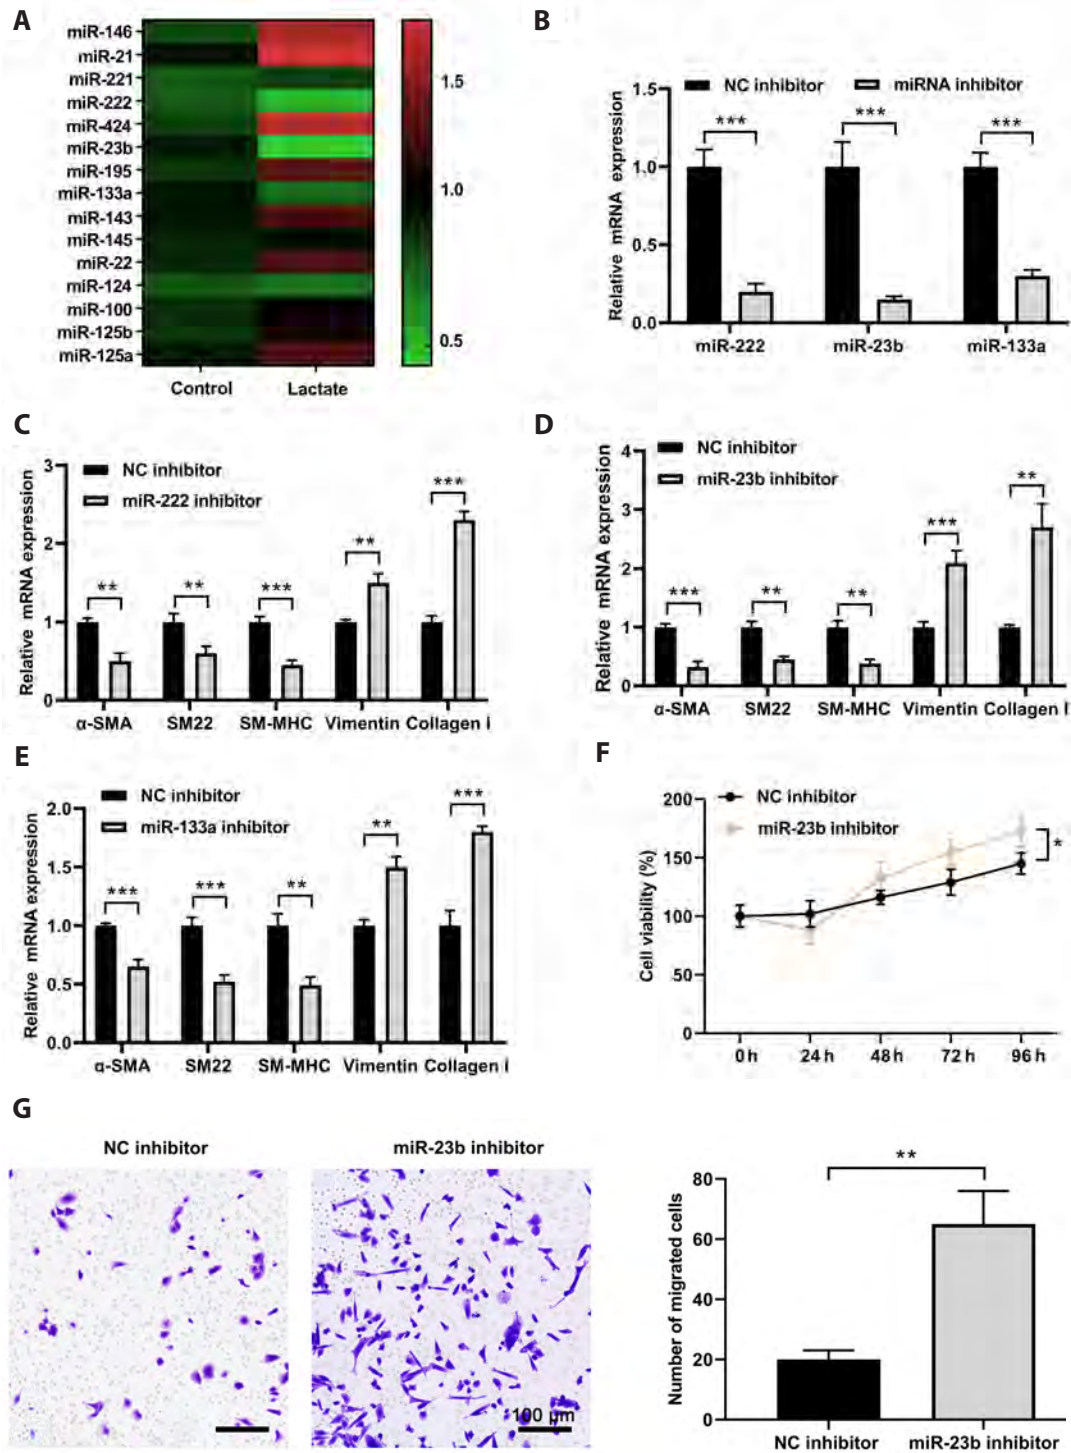 A
miR-146
miR-21
miR-221
miR-222
miR-424
miR-23b
miR-195
miR-133a
miR-143
miR-145
miR-22
miR-124
miR-100
miR-125b
miR-125a
Control Lactate
1.5
1.0
0.5
B
NC inhibitor miRNA inhibitor
Relative mRNA expression
1.5
1.0
0.5
0.0
*** *** ***
miR-222 miR-23b miR-133a
C
NC inhibitor
miR-222 inhibitor
Relative mRNA expression
3
2
1
0
** ** *** ** ***
α-SMA SM22 SM-MHC Vimentin Collagen I
D
NC inhibitor
miR-23b inhibitor
Relative mRNA expression
4
3
2
1
0
*** ** ** *** **
α-SMA SM22 SM-MHC Vimentin Collagen I
E
NC inhibitor
miR-133a inhibitor
Relative mRNA expression
2.0
1.5
1.0
0.5
0.0
*** *** ** ** ***
α-SMA SM22 SM-MHC Vimentin Collagen I
F
NC inhibitor
miR-23b inhibitor
Cell viability (%)
200
150
100
50
0
*
0 h 24 h 48 h 72 h 96 h
G
NC inhibitor miR-23b inhibitor
100 μm
Number of migrated cells
80
60
40
20
0
**
NC inhibitor miR-23b inhibitor